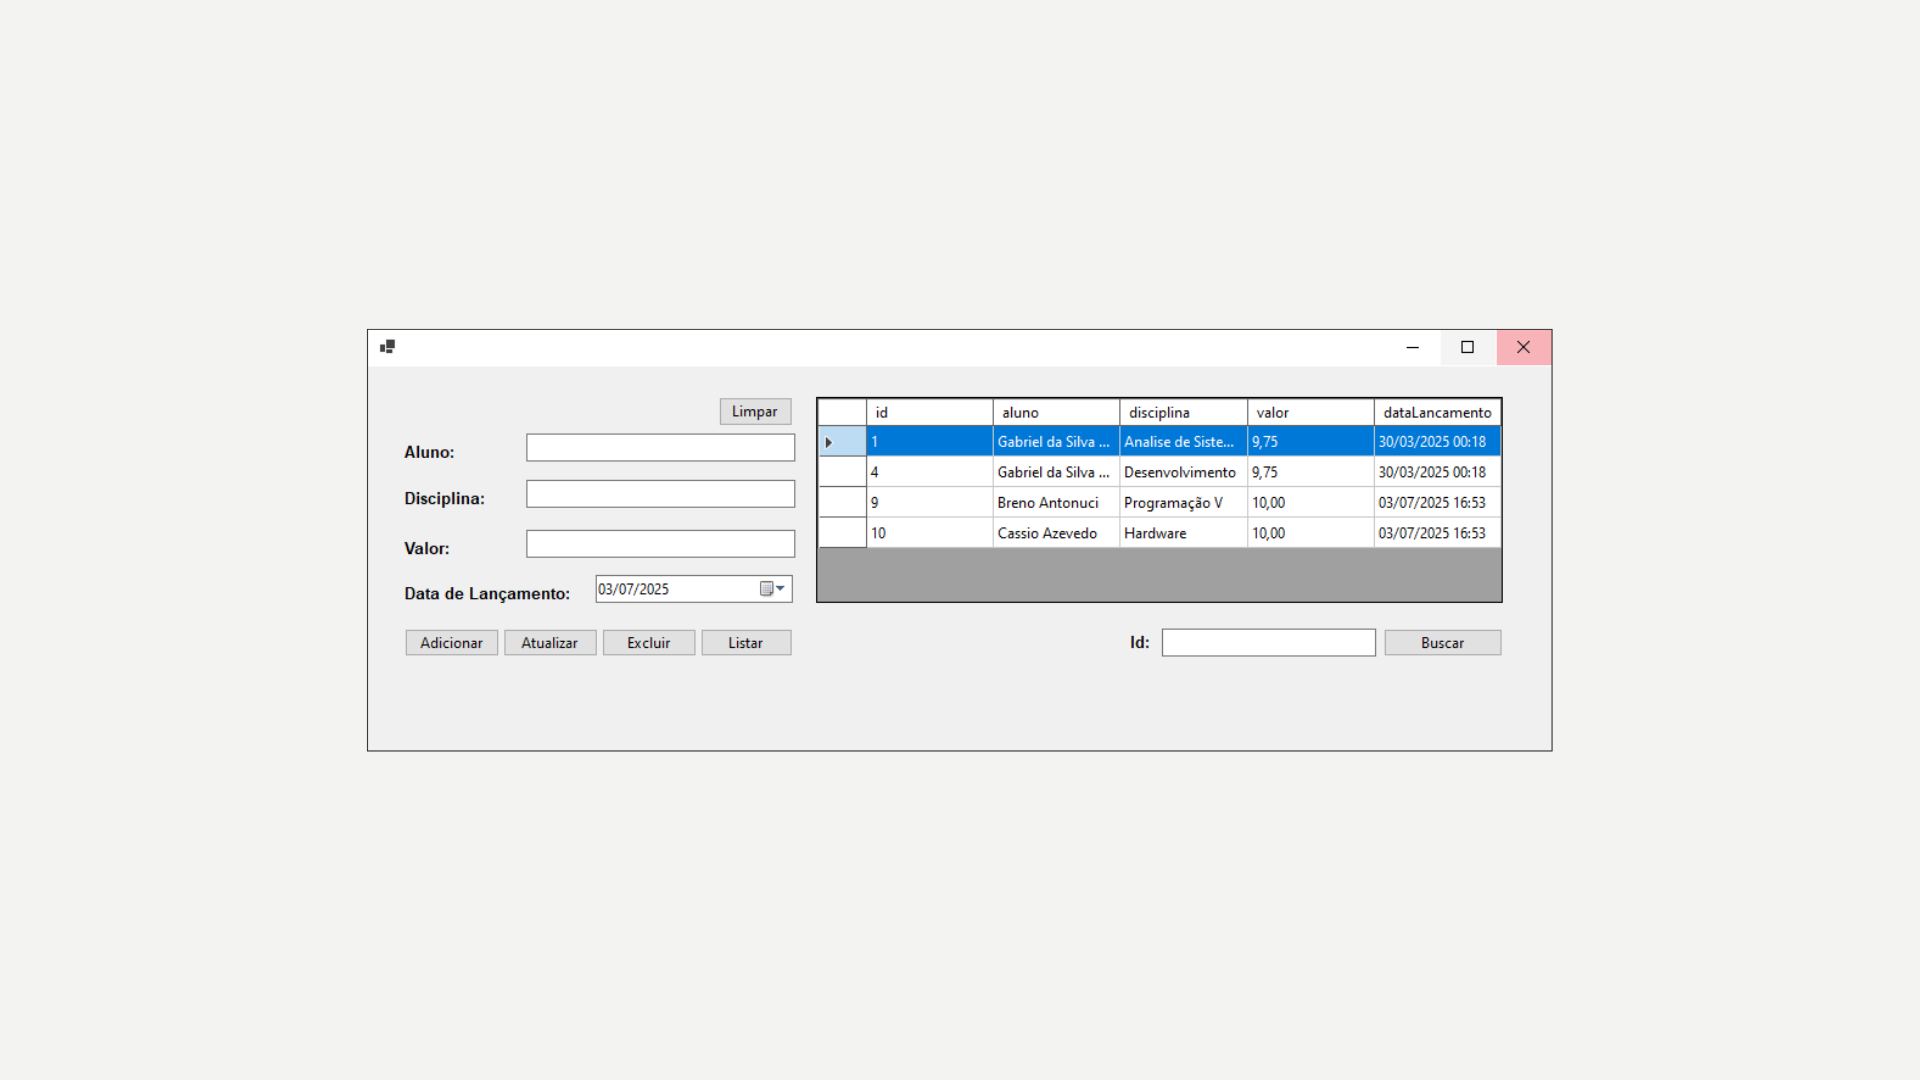 Limpar
Aluno:
Disciplina:
Valor:
Data de Lançamento: 03/07/2025
Adicionar Atualizar Excluir Listar
id aluno disciplina valor dataLancamento
1 Gabriel da Silva ... Analise de Siste... 9,75 30/03/2025 00:18
4 Gabriel da Silva ... Desenvolvimento 9,75 30/03/2025 00:18
9 Breno Antonuci Programação V 10,00 03/07/2025 16:53
10 Cassio Azevedo Hardware 10,00 03/07/2025 16:53
Id: Buscar